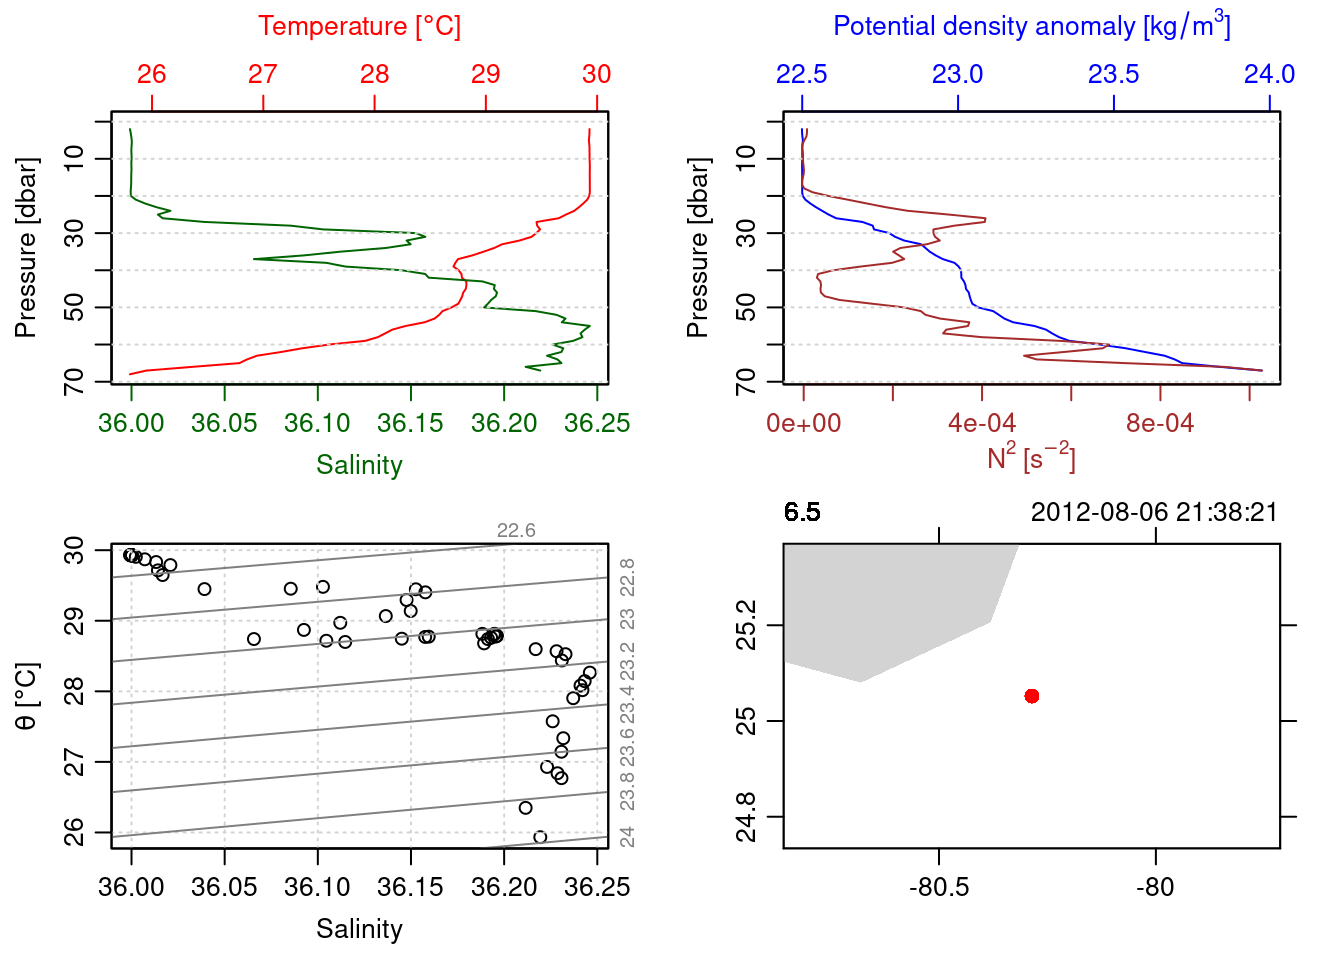 Temperature [°C]
26 27 28 29 30
Pressure [dbar]
10 30 50 70
36.00 36.05 36.10 36.15 36.20 36.25
Salinity
Potential density anomaly [kg/m³]
22.5 23.0 23.5 24.0
Pressure [dbar]
10 30 50 70
0e+00 4e-04 8e-04
N² [s⁻²]
22.6
22.8
23
23.2
23.4
23.6
23.8
24
θ [°C]
30 29 28 27 26
36.00 36.05 36.10 36.15 36.20 36.25
Salinity
6.5 2012-08-06 21:38:21
25.2
25
24.8
-80.5 -80